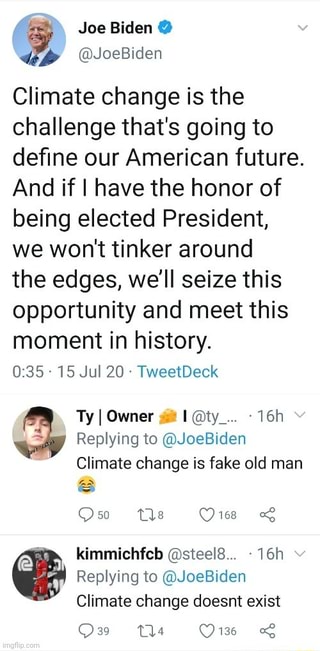 Joe Biden
@JoeBiden
Climate change is the
challenge that's going to
define our American future.
And if I have the honor of
being elected President,
we won't tinker around
the edges, we’ll seize this
opportunity and meet this
moment in history.
0:35 · 15 Jul 20 · TweetDeck
Ty | Owner 🧀 I @ty_... · 16h
Replying to @JoeBiden
Climate change is fake old man
😂
50 8 168
kimmichfcb @steel8... · 16h
Replying to @JoeBiden
Climate change doesnt exist
39 4 136
imgflip.com